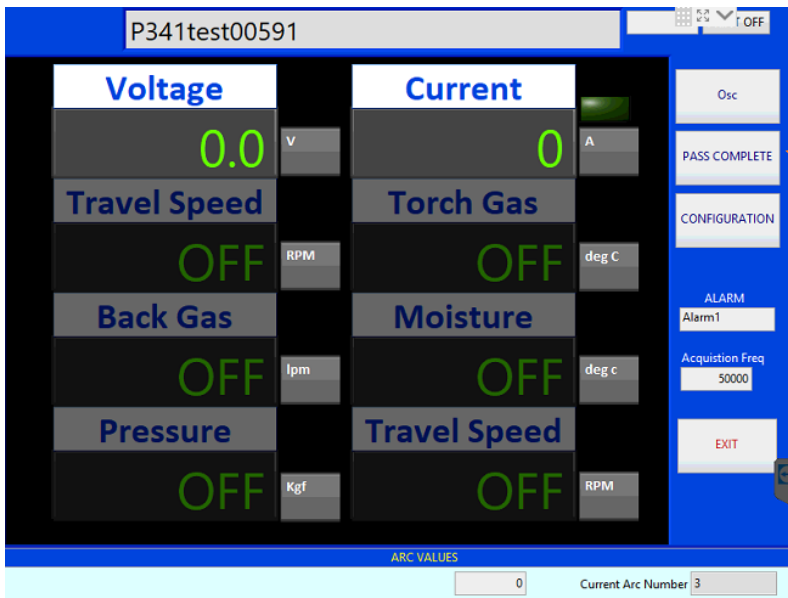 P341test00591
T OFF
Voltage
Current
0.0
V
0
A
Osc
PASS COMPLETE
Travel Speed
Torch Gas
CONFIGURATION
OFF
RPM
OFF
deg C
Back Gas
Moisture
ALARM
Alarm1
OFF
lpm
OFF
deg c
Acquistion Freq
50000
Pressure
Travel Speed
EXIT
OFF
Kgf
OFF
RPM
ARC VALUES
0
Current Arc Number 3